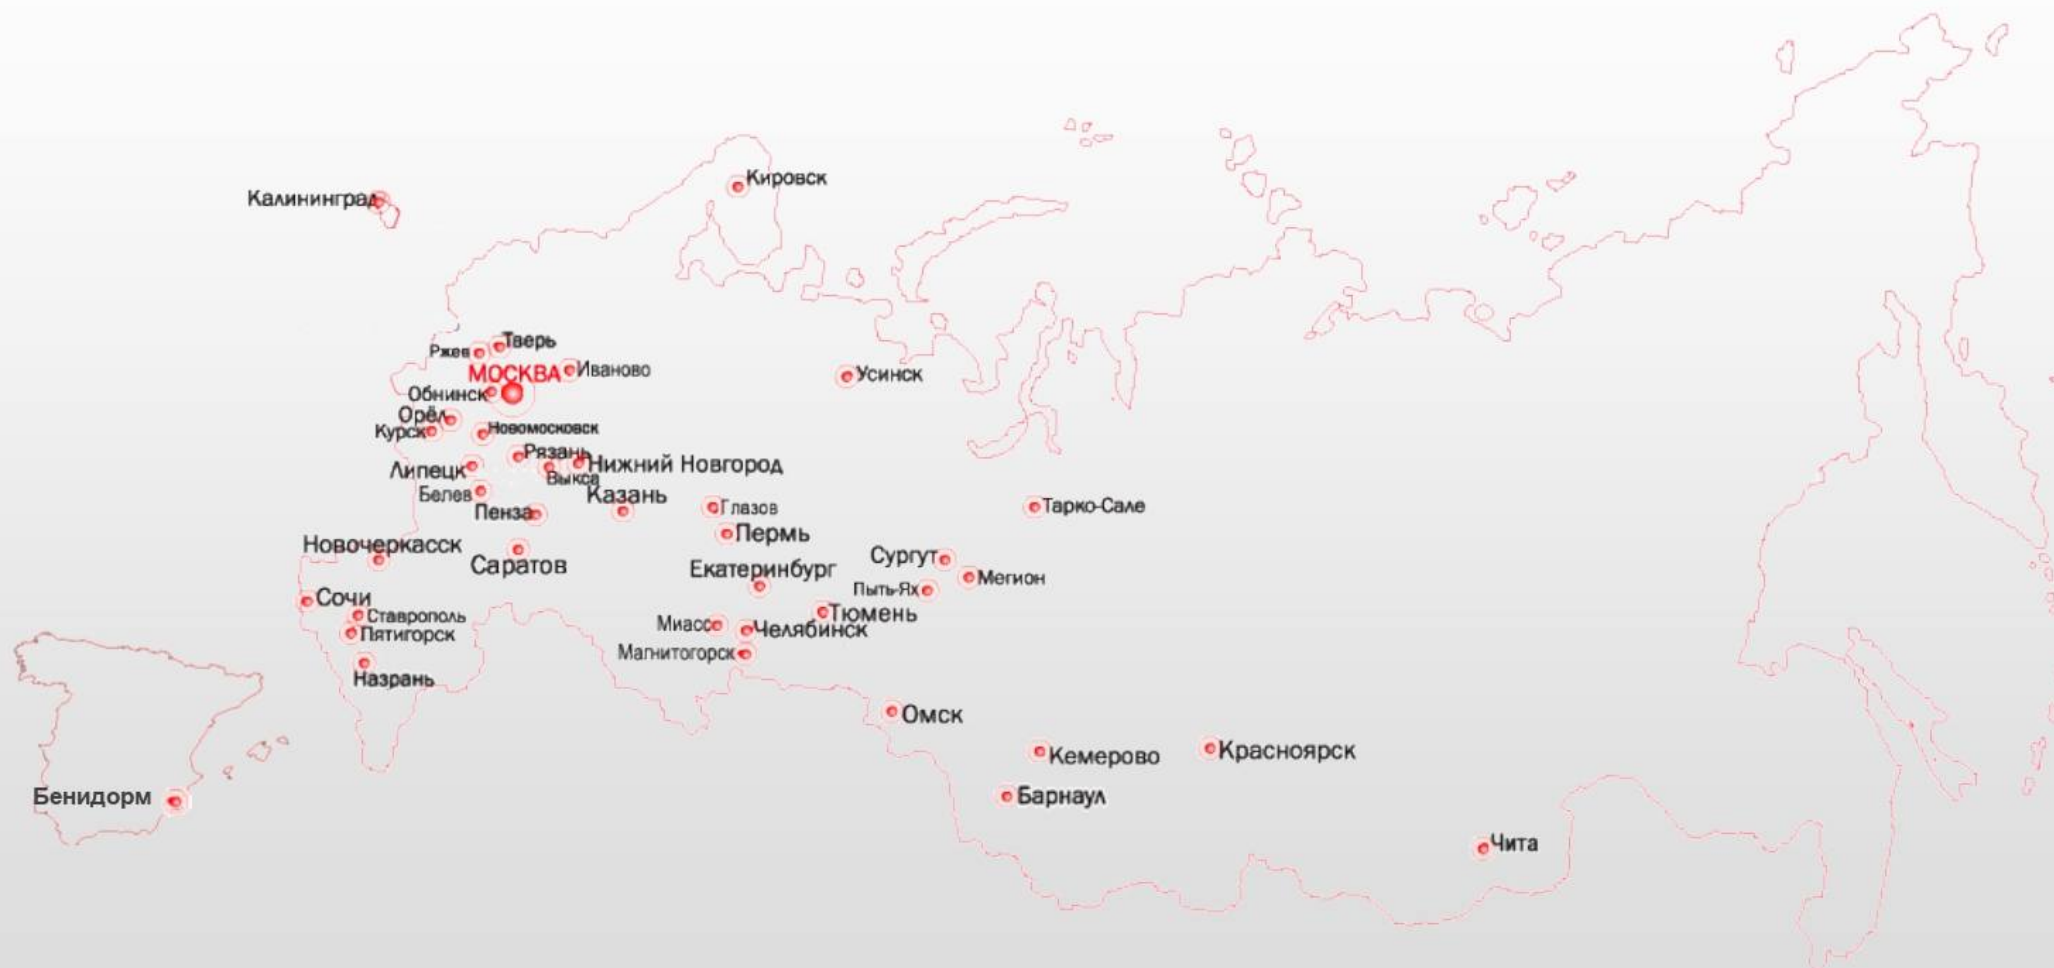 Кировск
Калининград
Тверь
Ржев
МОСКВА
Иваново
Усинск
Обнинск
Орёл
Курск
Новомосковск
Рязань
Нижний Новгород
Липецк
Выкса
Белев
Казань
Глазов
Тарко-Сале
Пенза
Пермь
Новочеркасск
Сургут
Саратов
Екатеринбург
Мегион
Пыть-Ях
Сочи
Ставрополь
Тюмень
Миасс
Челябинск
Пятигорск
Магнитогорск
Назрань
Омск
Кемерово
Красноярск
Бенидорм
Барнаул
Чита